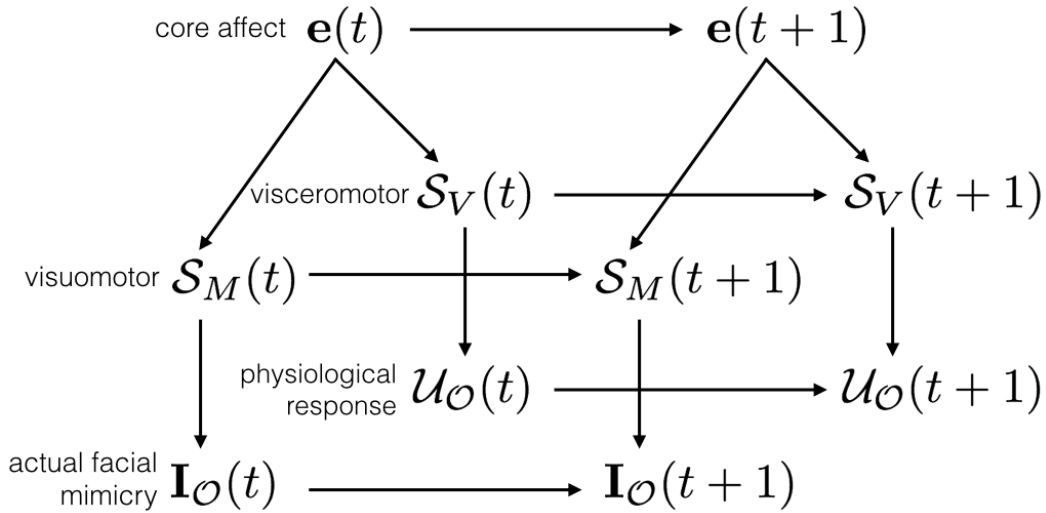 core affect 𝐞(t) 𝐞(t + 1)
visceromotor 𝒮_V(t) 𝒮_V(t + 1)
visuomotor 𝒮_M(t) 𝒮_M(t + 1)
physiological
response 𝒰_𝒪(t) 𝒰_𝒪(t + 1)
actual facial
mimicry 𝐈_𝒪(t) 𝐈_𝒪(t + 1)